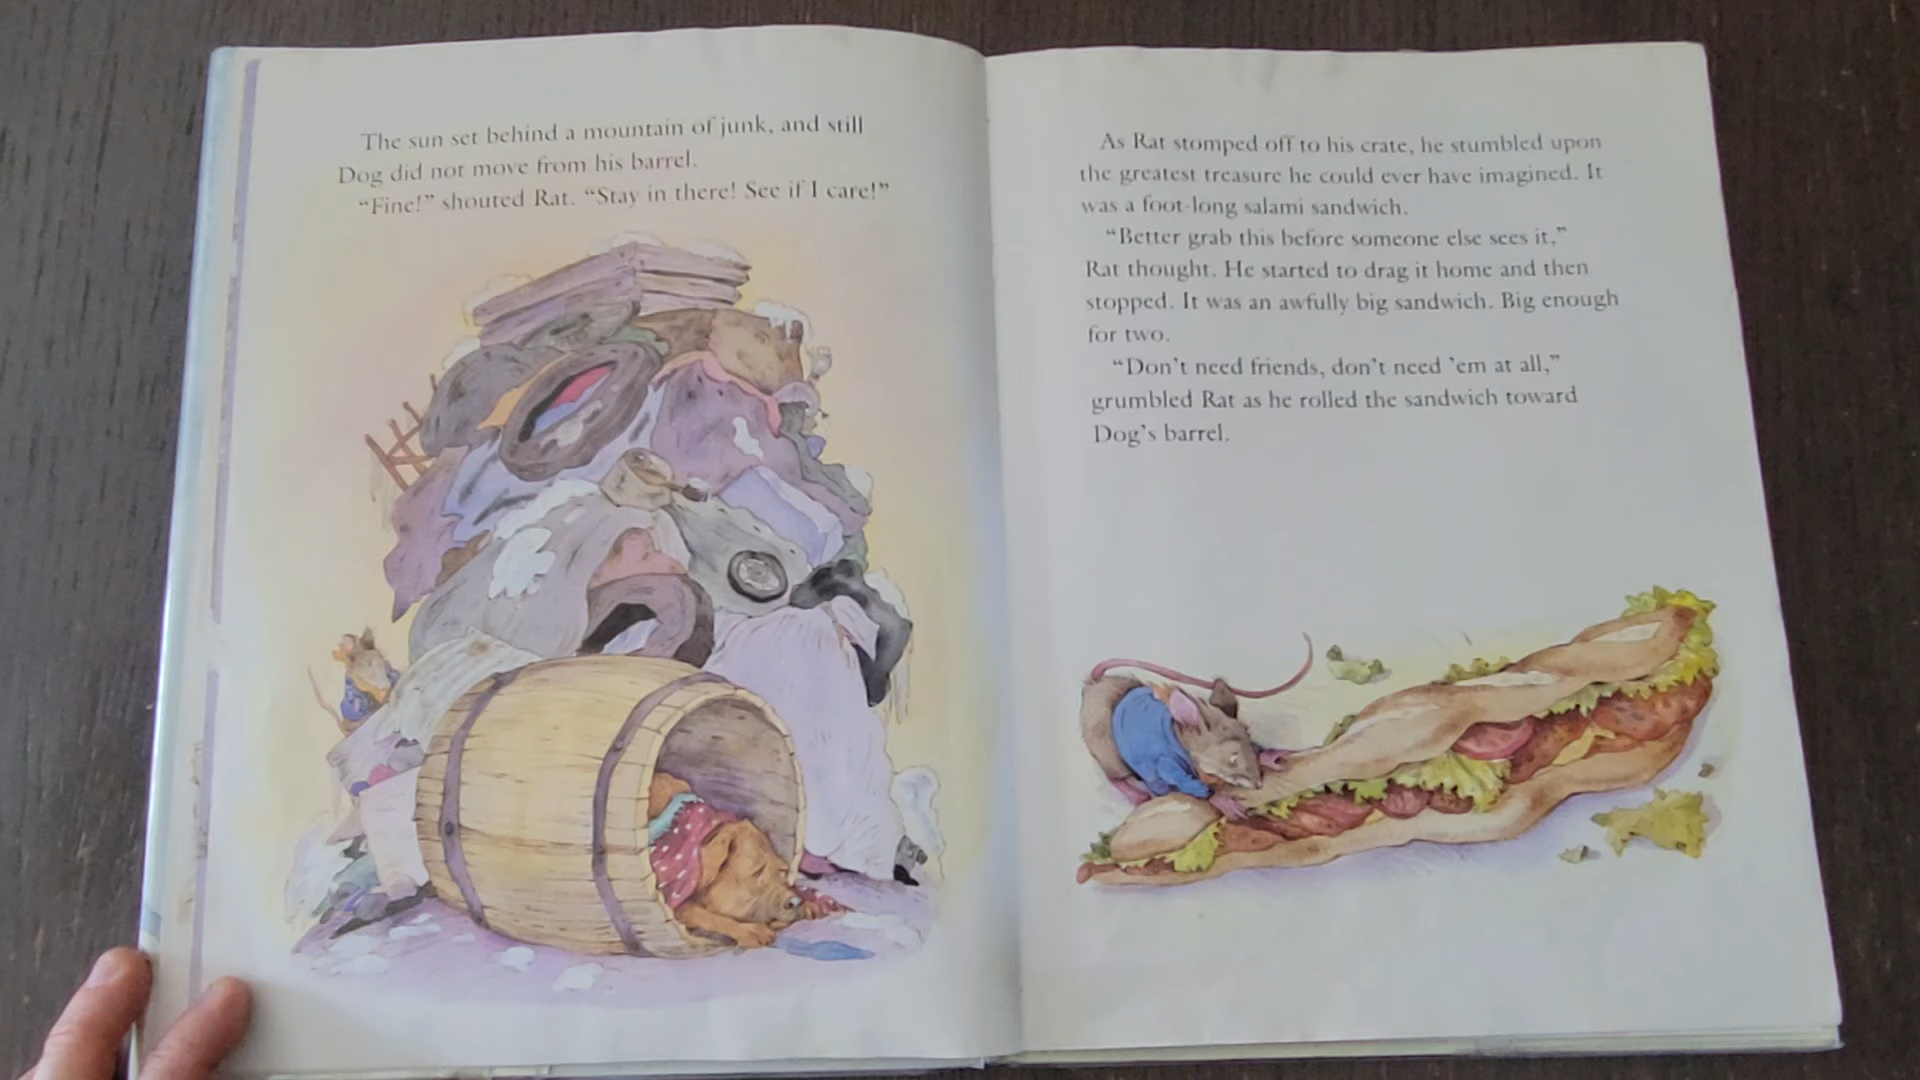 The sun set behind a mountain of junk, and still
Dog did not move from his barrel.
“Fine!” shouted Rat. “Stay in there! See if I care!”
As Rat stomped off to his crate, he stumbled upon
the greatest treasure he could ever have imagined. It
was a foot-long salami sandwich.
“Better grab this before someone else sees it,”
Rat thought. He started to drag it home and then
stopped. It was an awfully big sandwich. Big enough
for two.
“Don’t need friends, don’t need ’em at all,”
grumbled Rat as he rolled the sandwich toward
Dog’s barrel.